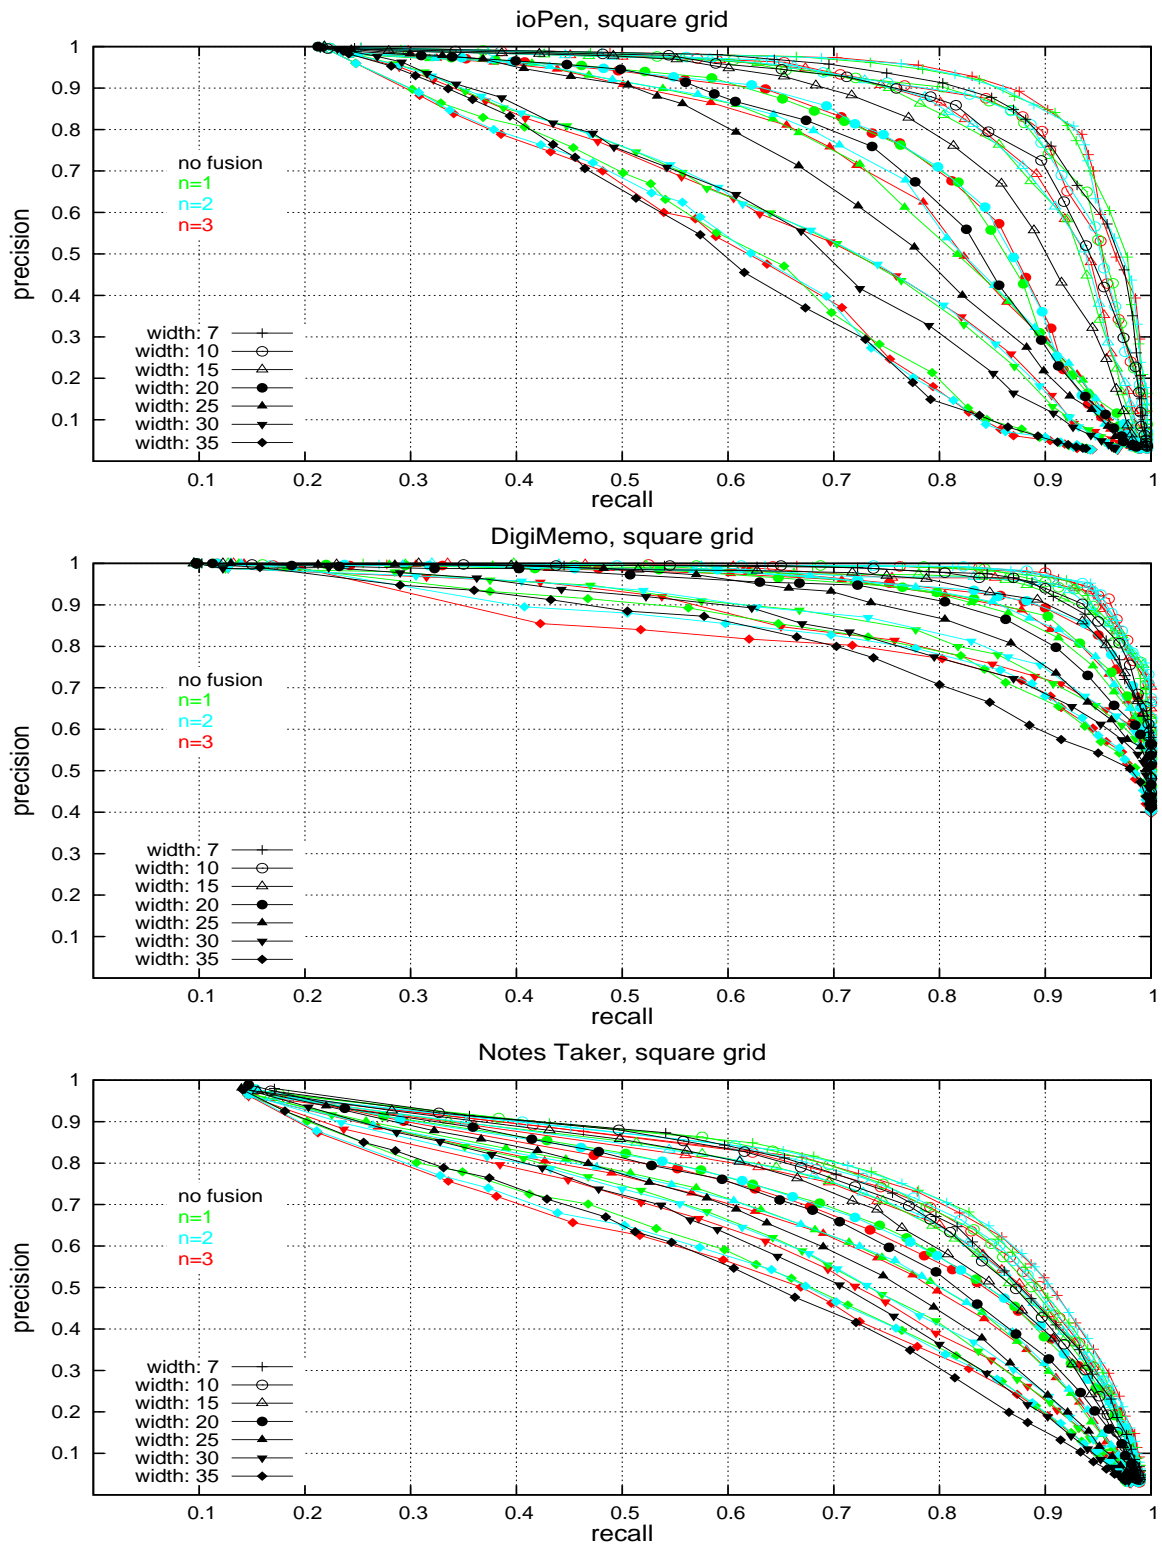 ioPen, square grid
1
0.9
0.8
0.7
0.6
0.5
0.4
0.3
0.2
0.1
precision
no fusion
n=1
n=2
n=3
width: 7
width: 10
width: 15
width: 20
width: 25
width: 30
width: 35
0.1 0.2 0.3 0.4 0.5 0.6 0.7 0.8 0.9 1
recall
DigiMemo, square grid
1
0.9
0.8
0.7
0.6
0.5
0.4
0.3
0.2
0.1
precision
no fusion
n=1
n=2
n=3
width: 7
width: 10
width: 15
width: 20
width: 25
width: 30
width: 35
0.1 0.2 0.3 0.4 0.5 0.6 0.7 0.8 0.9 1
recall
Notes Taker, square grid
1
0.9
0.8
0.7
0.6
0.5
0.4
0.3
0.2
0.1
precision
no fusion
n=1
n=2
n=3
width: 7
width: 10
width: 15
width: 20
width: 25
width: 30
width: 35
0.1 0.2 0.3 0.4 0.5 0.6 0.7 0.8 0.9 1
recall